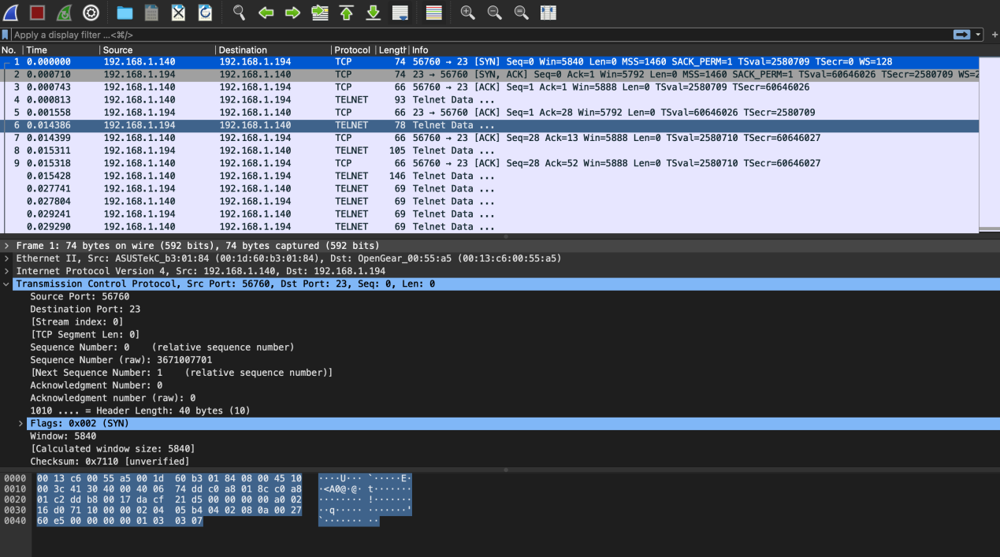 Apply a display filter ...<⌘/>
+
No. Time Source Destination Protocol Length Info
1 0.000000 192.168.1.140 192.168.1.194 TCP 74 56760 → 23 [SYN] Seq=0 Win=5840 Len=0 MSS=1460 SACK_PERM=1 TSval=2580709 TSecr=0 WS=128
2 0.000710 192.168.1.194 192.168.1.140 TCP 74 23 → 56760 [SYN, ACK] Seq=0 Ack=1 Win=5792 Len=0 MSS=1460 SACK_PERM=1 TSval=60646026 TSecr=2580709 WS=2
3 0.000743 192.168.1.140 192.168.1.194 TCP 66 56760 → 23 [ACK] Seq=1 Ack=1 Win=5888 Len=0 TSval=2580709 TSecr=60646026
4 0.000813 192.168.1.140 192.168.1.194 TELNET 93 Telnet Data ...
5 0.001558 192.168.1.194 192.168.1.140 TCP 66 23 → 56760 [ACK] Seq=1 Ack=28 Win=5792 Len=0 TSval=60646026 TSecr=2580709
6 0.014386 192.168.1.194 192.168.1.140 TELNET 78 Telnet Data ...
7 0.014399 192.168.1.140 192.168.1.194 TCP 66 56760 → 23 [ACK] Seq=28 Ack=13 Win=5888 Len=0 TSval=2580710 TSecr=60646027
8 0.015311 192.168.1.194 192.168.1.140 TELNET 105 Telnet Data ...
9 0.015318 192.168.1.140 192.168.1.194 TCP 66 56760 → 23 [ACK] Seq=28 Ack=52 Win=5888 Len=0 TSval=2580710 TSecr=60646027
0.015428 192.168.1.140 192.168.1.194 TELNET 146 Telnet Data ...
0.027741 192.168.1.194 192.168.1.140 TELNET 69 Telnet Data ...
0.027804 192.168.1.140 192.168.1.194 TELNET 69 Telnet Data ...
0.029241 192.168.1.194 192.168.1.140 TELNET 69 Telnet Data ...
0.029290 192.168.1.140 192.168.1.194 TELNET 69 Telnet Data ...
Frame 1: 74 bytes on wire (592 bits), 74 bytes captured (592 bits)
Ethernet II, Src: ASUSTekC_b3:01:84 (00:1d:60:b3:01:84), Dst: OpenGear_00:55:a5 (00:13:c6:00:55:a5)
Internet Protocol Version 4, Src: 192.168.1.140, Dst: 192.168.1.194
Transmission Control Protocol, Src Port: 56760, Dst Port: 23, Seq: 0, Len: 0
Source Port: 56760
Destination Port: 23
[Stream index: 0]
[TCP Segment Len: 0]
Sequence Number: 0 (relative sequence number)
Sequence Number (raw): 3671007701
[Next Sequence Number: 1 (relative sequence number)]
Acknowledgment Number: 0
Acknowledgment number (raw): 0
1010 .... = Header Length: 40 bytes (10)
Flags: 0x002 (SYN)
Window: 5840
[Calculated window size: 5840]
Checksum: 0x7110 [unverified]
0000 00 13 c6 00 55 a5 00 1d 60 b3 01 84 08 00 45 10 ····U··· `·····E·
0010 00 3c 41 30 40 00 40 06 74 dd c0 a8 01 8c c0 a8 ·<A0@·@· t·······
0020 01 c2 dd b8 00 17 da cf 21 d5 00 00 00 00 a0 02 ········ !·······
0030 16 d0 71 10 00 00 02 04 05 b4 04 02 08 0a 00 27 ··q····· ·······'
0040 60 e5 00 00 00 00 01 03 03 07 `······· ··